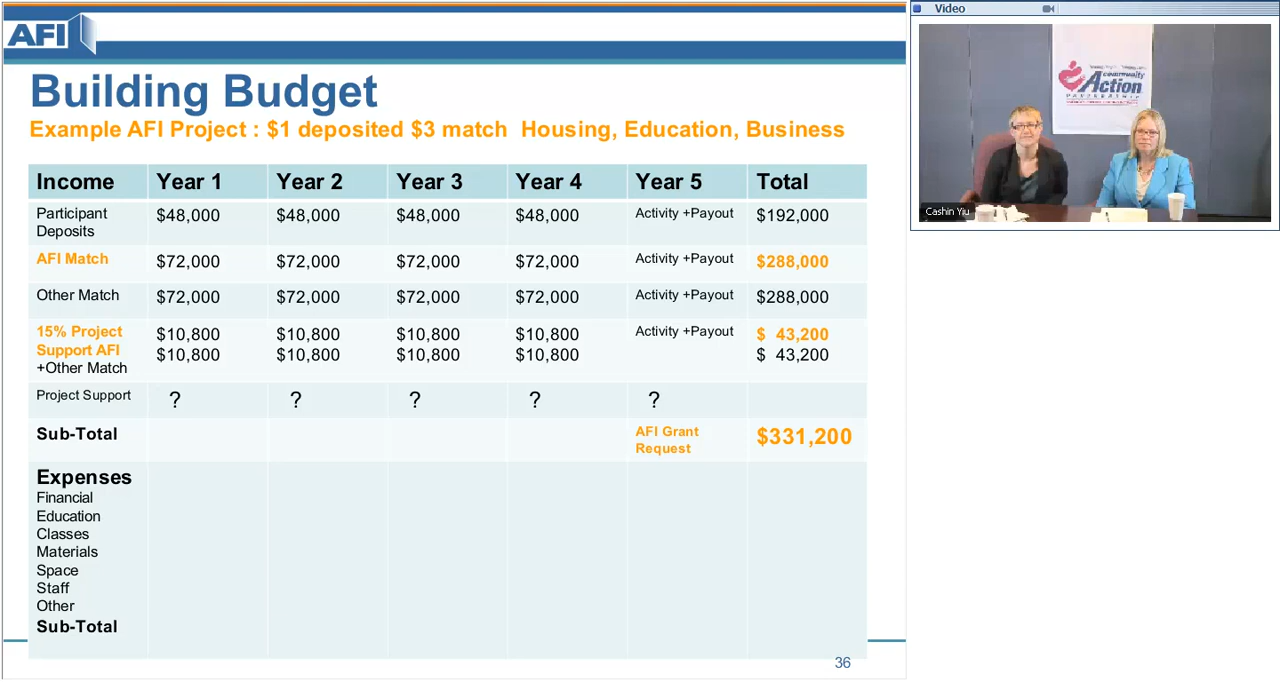 AFI
Building Budget
Example AFI Project : $1 deposited $3 match Housing, Education, Business
Income Year 1 Year 2 Year 3 Year 4 Year 5 Total
Participant
Deposits
$48,000 $48,000 $48,000 $48,000 Activity +Payout $192,000
AFI Match $72,000 $72,000 $72,000 $72,000 Activity +Payout $288,000
Other Match $72,000 $72,000 $72,000 $72,000 Activity +Payout $288,000
15% Project
Support AFI
+Other Match
$10,800 $10,800 $10,800 $10,800 Activity +Payout $ 43,200
$10,800 $10,800 $10,800 $10,800 $ 43,200
Project Support ? ? ? ? ?
Sub-Total
AFI Grant
Request
$331,200
Expenses
Financial
Education
Classes
Materials
Space
Staff
Other
Sub-Total
36
Video
community
Action
PARTNERSHIP
Cashin Yiu